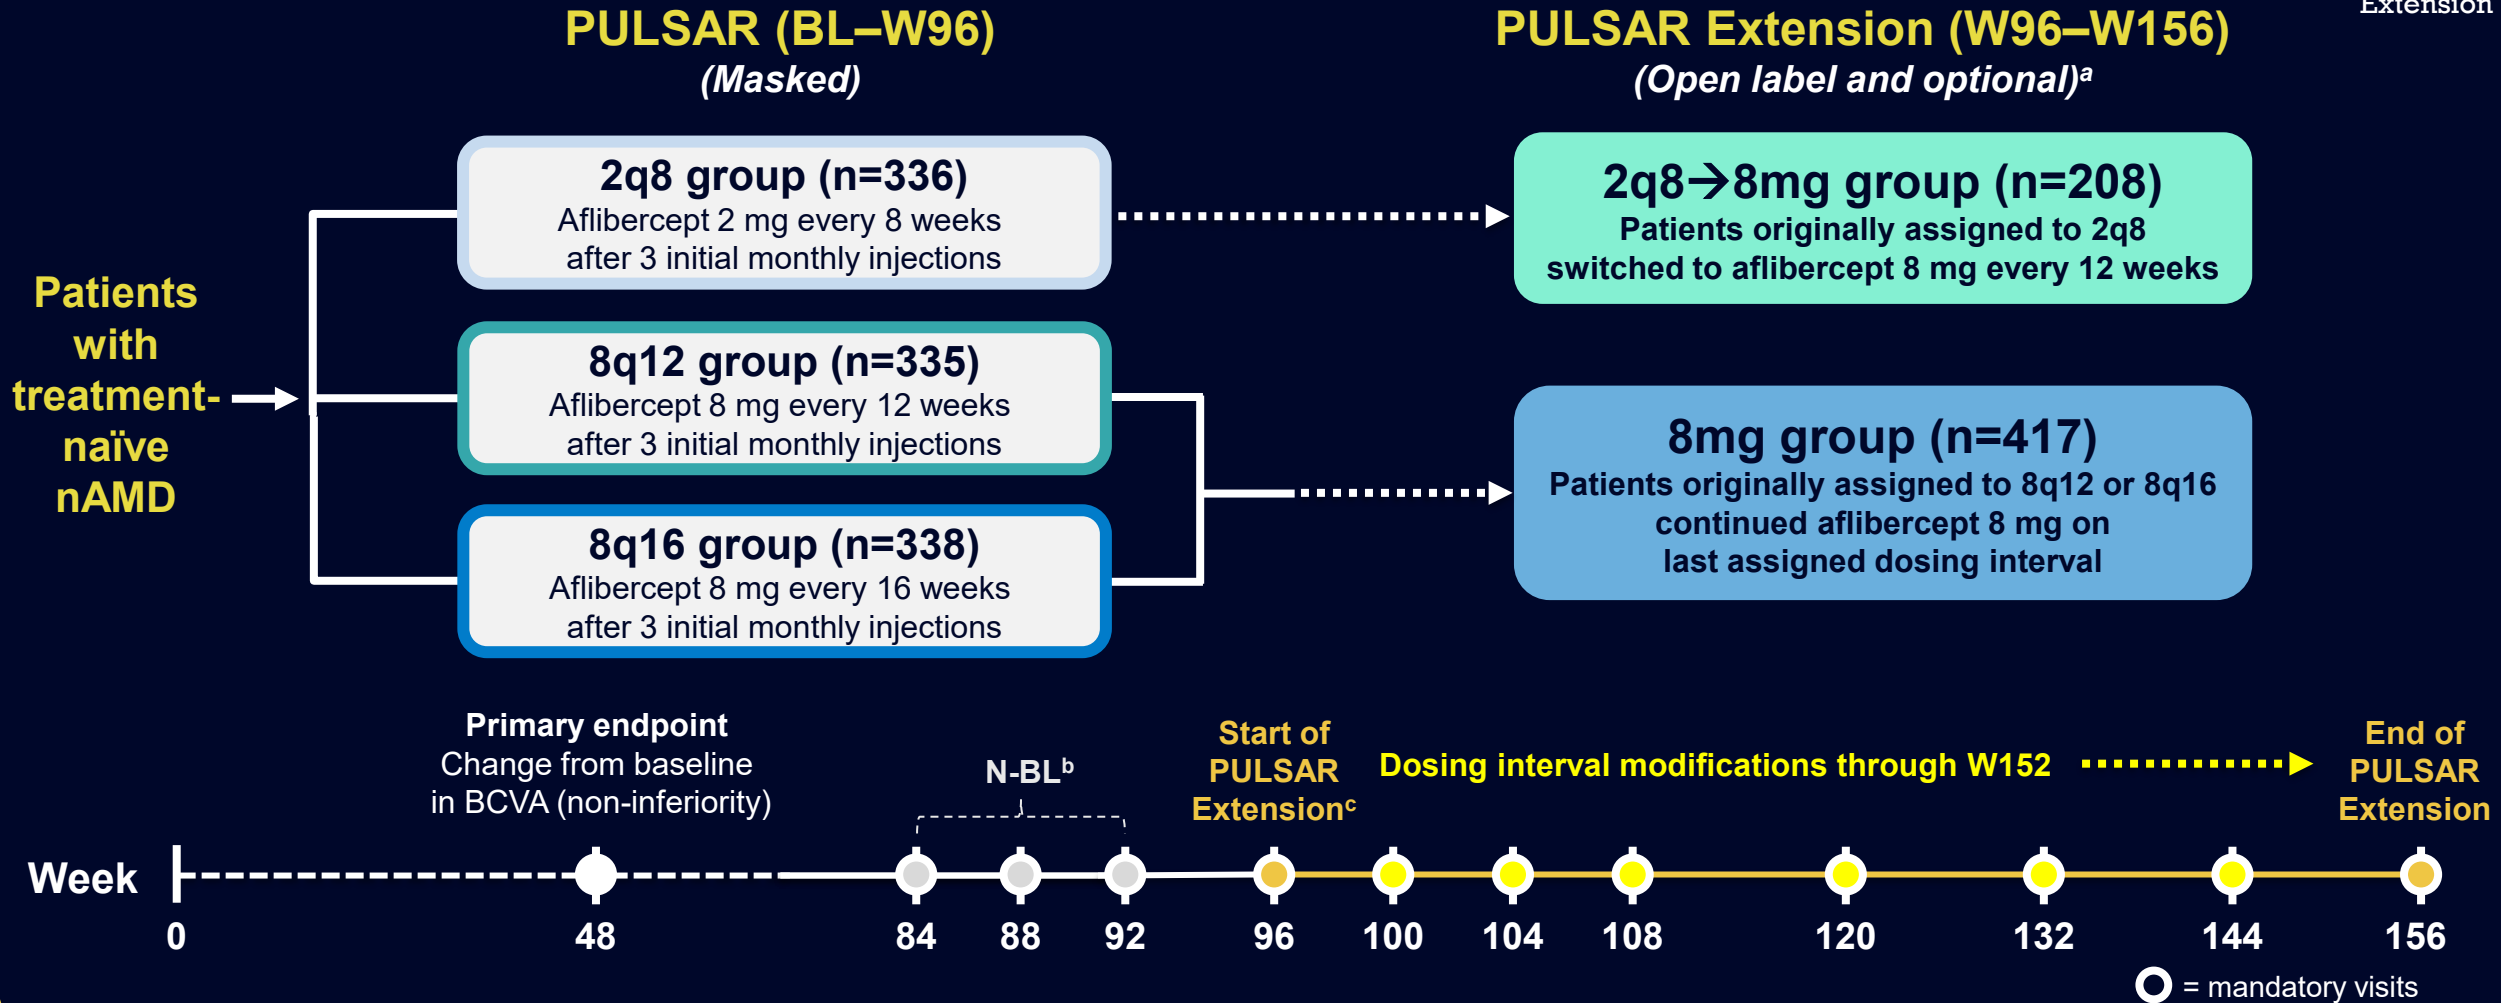 Extension
PULSAR (BL–W96)
(Masked)
PULSAR Extension (W96–W156)
(Open label and optional)ᵃ
Patients
with
treatment-
naïve
nAMD
2q8 group (n=336)
Aflibercept 2 mg every 8 weeks
after 3 initial monthly injections
8q12 group (n=335)
Aflibercept 8 mg every 12 weeks
after 3 initial monthly injections
8q16 group (n=338)
Aflibercept 8 mg every 16 weeks
after 3 initial monthly injections
2q8→8mg group (n=208)
Patients originally assigned to 2q8
switched to aflibercept 8 mg every 12 weeks
8mg group (n=417)
Patients originally assigned to 8q12 or 8q16
continued aflibercept 8 mg on
last assigned dosing interval
Primary endpoint
Change from baseline
in BCVA (non-inferiority)
N-BLᵇ
Start of
PULSAR
Extensionᶜ
Dosing interval modifications through W152
End of
PULSAR
Extension
Week
0 48 84 88 92 96 100 104 108 120 132 144 156
= mandatory visits